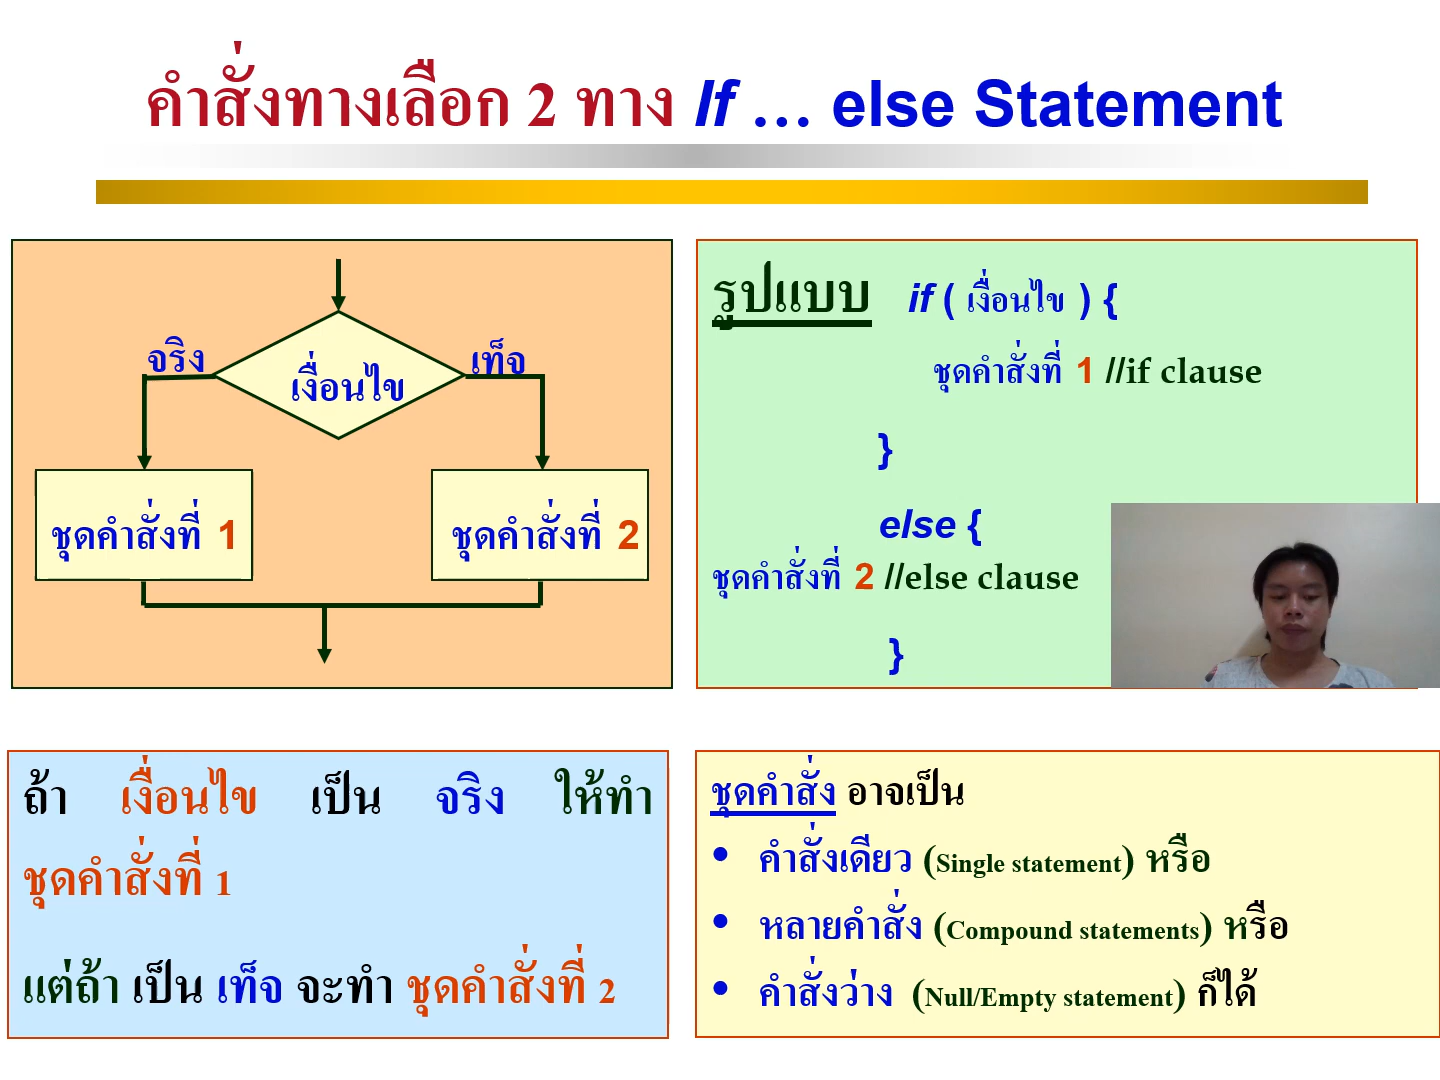 คำสั่งทางเลือก 2 ทาง If ... else Statement
จริง
เท็จ
เงื่อนไข
ชุดคำสั่งที่ 1
ชุดคำสั่งที่ 2
รูปแบบ if ( เงื่อนไข ) {
ชุดคำสั่งที่ 1 //if clause
}
else {
ชุดคำสั่งที่ 2 //else clause
}
ถ้า เงื่อนไข เป็น จริง ให้ทำ
ชุดคำสั่งที่ 1
แต่ถ้า เป็น เท็จ จะทำ ชุดคำสั่งที่ 2
ชุดคำสั่ง อาจเป็น
• คำสั่งเดียว (Single statement) หรือ
• หลายคำสั่ง (Compound statements) หรือ
• คำสั่งว่าง (Null/Empty statement) ก็ได้